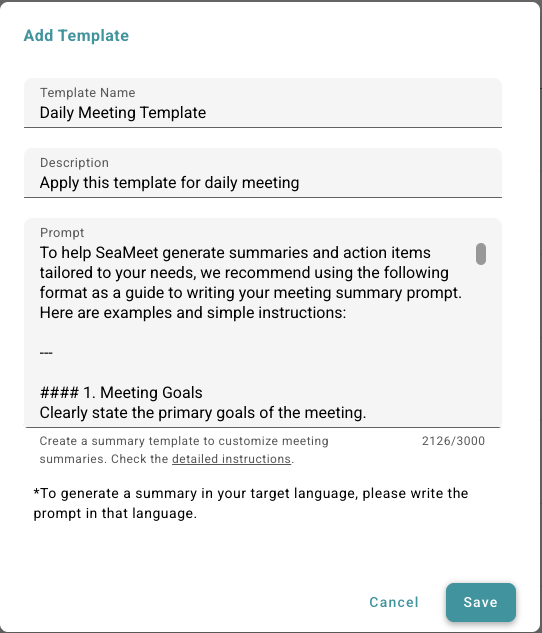 Add Template
Template Name
Daily Meeting Template
Description
Apply this template for daily meeting
Prompt
To help SeaMeet generate summaries and action items
tailored to your needs, we recommend using the following
format as a guide to writing your meeting summary prompt.
Here are examples and simple instructions:
---
#### 1. Meeting Goals
Clearly state the primary goals of the meeting.
Create a summary template to customize meeting
summaries. Check the detailed instructions.
2126/3000
*To generate a summary in your target language, please write the
prompt in that language.
Cancel
Save